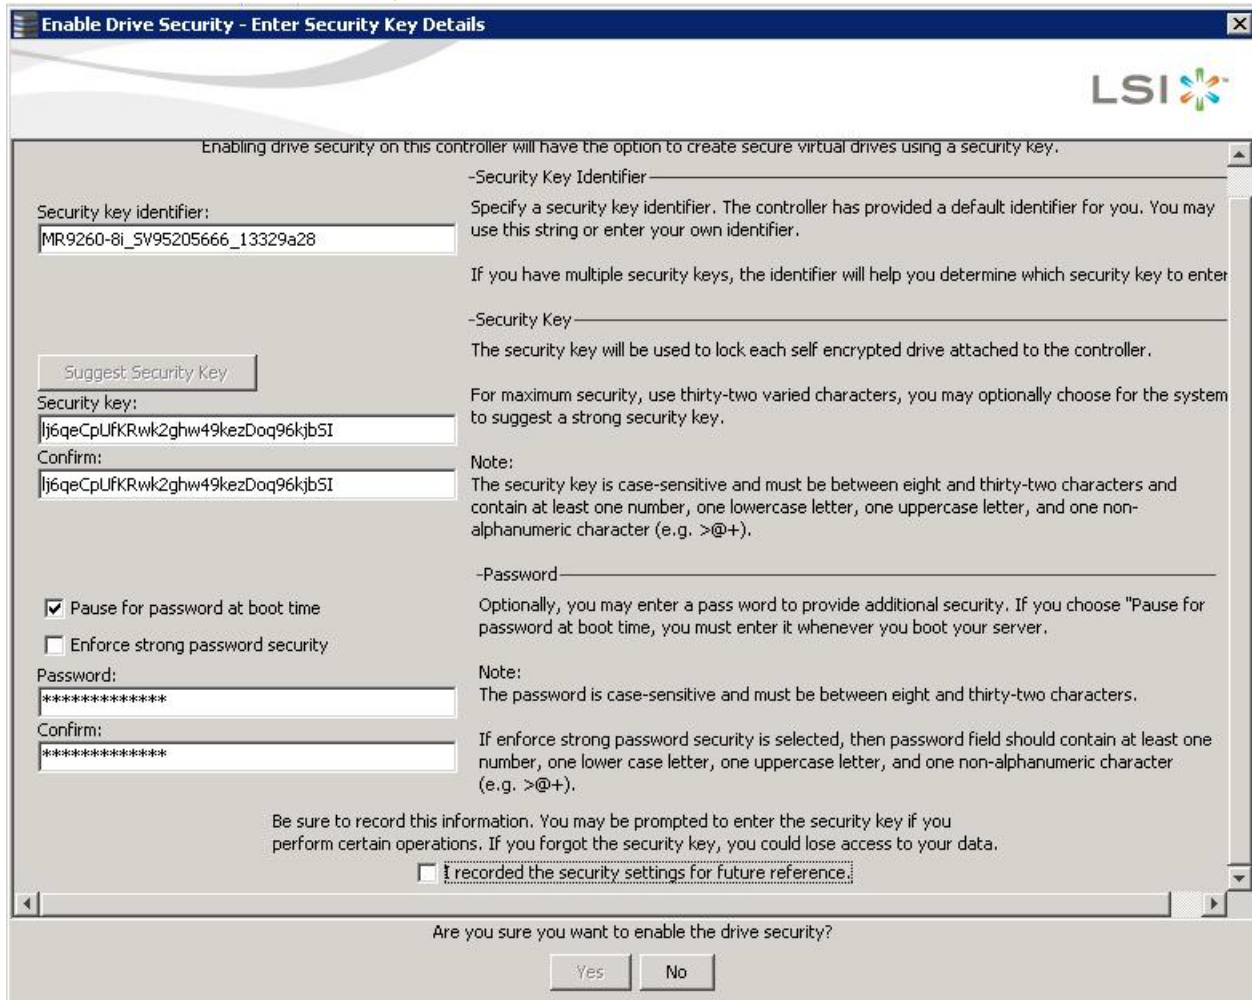 Enable Drive Security - Enter Security Key Details
LSI
Enabling drive security on this controller will have the option to create secure virtual drives using a security key.
-Security Key Identifier
Security key identifier:
MR9260-8i_SV95205666_13329a28
Specify a security key identifier. The controller has provided a default identifier for you. You may
use this string or enter your own identifier.
If you have multiple security keys, the identifier will help you determine which security key to enter
-Security Key
The security key will be used to lock each self encrypted drive attached to the controller.
Suggest Security Key
For maximum security, use thirty-two varied characters, you may optionally choose for the system
to suggest a strong security key.
Security key:
lj6qeCpUfKRwk2ghw49kezDoq96kjbSI
Confirm:
lj6qeCpUfKRwk2ghw49kezDoq96kjbSI
Note:
The security key is case-sensitive and must be between eight and thirty-two characters and
contain at least one number, one lowercase letter, one uppercase letter, and one non-
alphanumeric character (e.g. >@+).
-Password
Pause for password at boot time
Enforce strong password security
Optionally, you may enter a pass word to provide additional security. If you choose "Pause for
password at boot time, you must enter it whenever you boot your server.
Password:
*************
Confirm:
*************
Note:
The password is case-sensitive and must be between eight and thirty-two characters.
If enforce strong password security is selected, then password field should contain at least one
number, one lower case letter, one uppercase letter, and one non-alphanumeric character
(e.g. >@+).
Be sure to record this information. You may be prompted to enter the security key if you
perform certain operations. If you forgot the security key, you could lose access to your data.
I recorded the security settings for future reference.
Are you sure you want to enable the drive security?
Yes
No